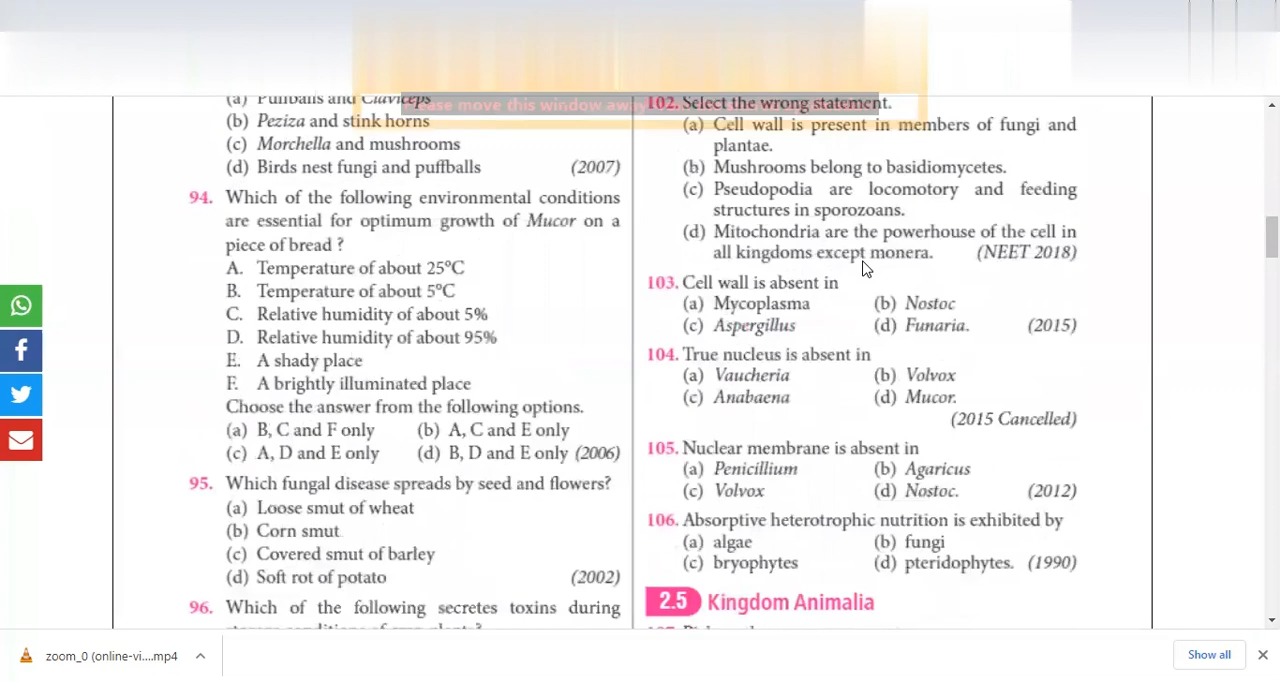 (a) Puffballs and Claviceps
(b) Peziza and stink horns
(c) Morchella and mushrooms
(d) Birds nest fungi and puffballs (2007)
94. Which of the following environmental conditions
are essential for optimum growth of Mucor on a
piece of bread ?
A. Temperature of about 25°C
B. Temperature of about 5°C
C. Relative humidity of about 5%
D. Relative humidity of about 95%
E. A shady place
F. A brightly illuminated place
Choose the answer from the following options.
(a) B, C and F only (b) A, C and E only
(c) A, D and E only (d) B, D and E only (2006)
95. Which fungal disease spreads by seed and flowers?
(a) Loose smut of wheat
(b) Corn smut
(c) Covered smut of barley
(d) Soft rot of potato (2002)
96. Which of the following secretes toxins during
please move this window away
102. Select the wrong statement.
(a) Cell wall is present in members of fungi and
plantae.
(b) Mushrooms belong to basidiomycetes.
(c) Pseudopodia are locomotory and feeding
structures in sporozoans.
(d) Mitochondria are the powerhouse of the cell in
all kingdoms except monera. (NEET 2018)
103. Cell wall is absent in
(a) Mycoplasma (b) Nostoc
(c) Aspergillus (d) Funaria. (2015)
104. True nucleus is absent in
(a) Vaucheria (b) Volvox
(c) Anabaena (d) Mucor.
(2015 Cancelled)
105. Nuclear membrane is absent in
(a) Penicillium (b) Agaricus
(c) Volvox (d) Nostoc. (2012)
106. Absorptive heterotrophic nutrition is exhibited by
(a) algae (b) fungi
(c) bryophytes (d) pteridophytes. (1990)
2.5 Kingdom Animalia
zoom_0 (online-vi....mp4
Show all